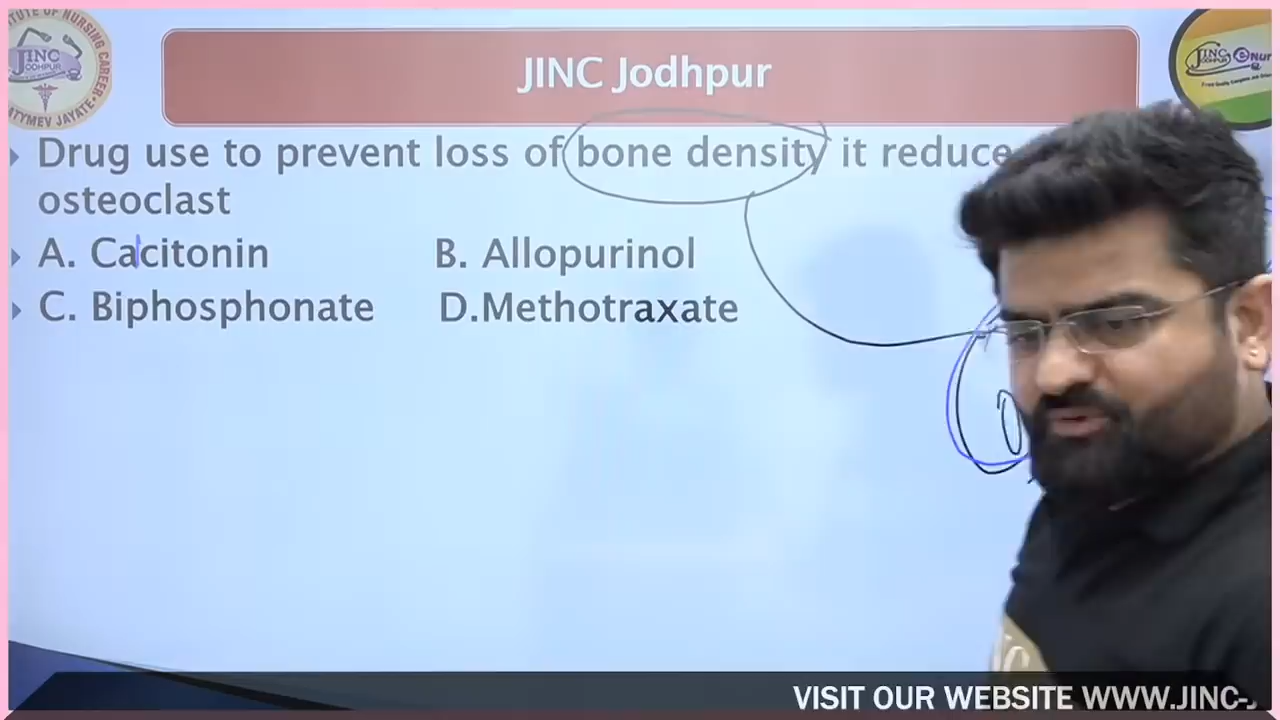 JINC Jodhpur
Drug use to prevent loss of bone density it reduce
osteoclast
A. Cacitonin B. Allopurinol
C. Biphosphonate D.Methotraxate
VISIT OUR WEBSITE WWW.JINC-J